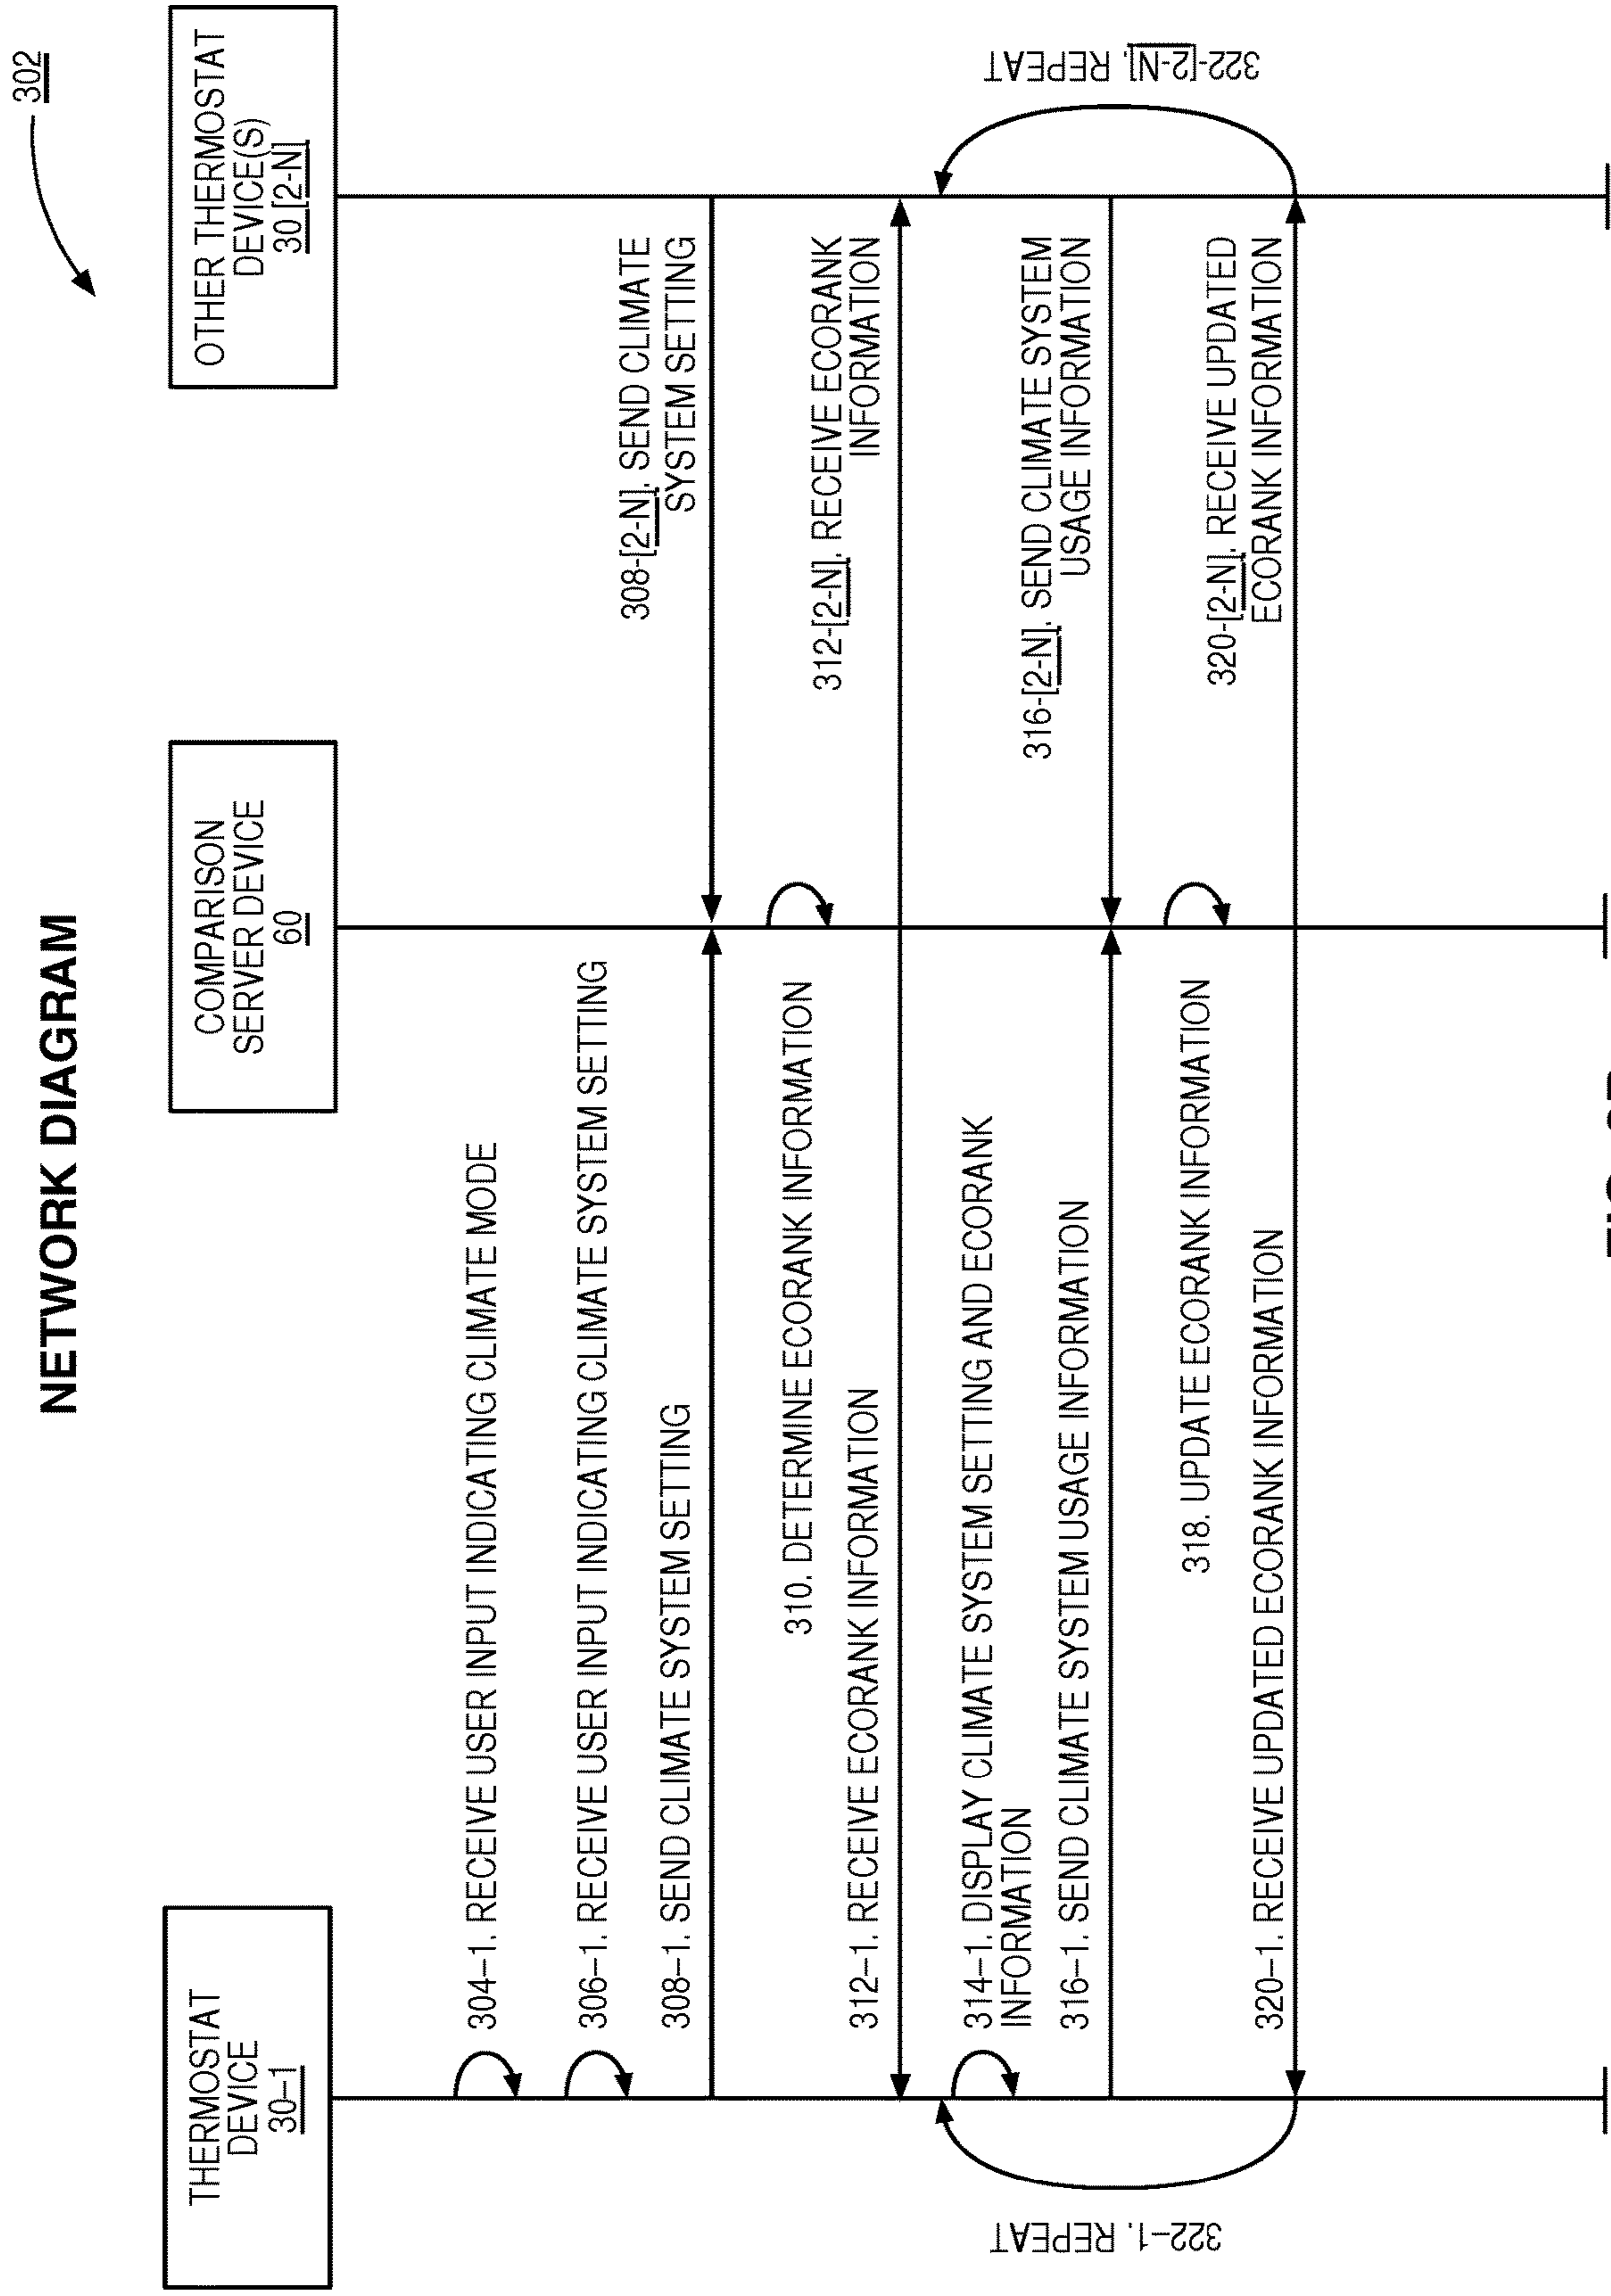 NETWORK DIAGRAM
302
THERMOSTAT
DEVICE
30–1
COMPARISON
SERVER DEVICE
60
OTHER THERMOSTAT
DEVICE(S)
30 [2-N]
304–1. RECEIVE USER INPUT INDICATING CLIMATE MODE
306–1. RECEIVE USER INPUT INDICATING CLIMATE SYSTEM SETTING
308–1. SEND CLIMATE SYSTEM SETTING
308-[2-N]. SEND CLIMATE
SYSTEM SETTING
310. DETERMINE ECORANK INFORMATION
312–1. RECEIVE ECORANK INFORMATION
312-[2-N]. RECEIVE ECORANK
INFORMATION
314–1. DISPLAY CLIMATE SYSTEM SETTING AND ECORANK
INFORMATION
316–1. SEND CLIMATE SYSTEM USAGE INFORMATION
316-[2-N]. SEND CLIMATE SYSTEM
USAGE INFORMATION
318. UPDATE ECORANK INFORMATION
320–1. RECEIVE UPDATED ECORANK INFORMATION
320-[2-N]. RECEIVE UPDATED
ECORANK INFORMATION
322–1. REPEAT
322-[2-N]. REPEAT